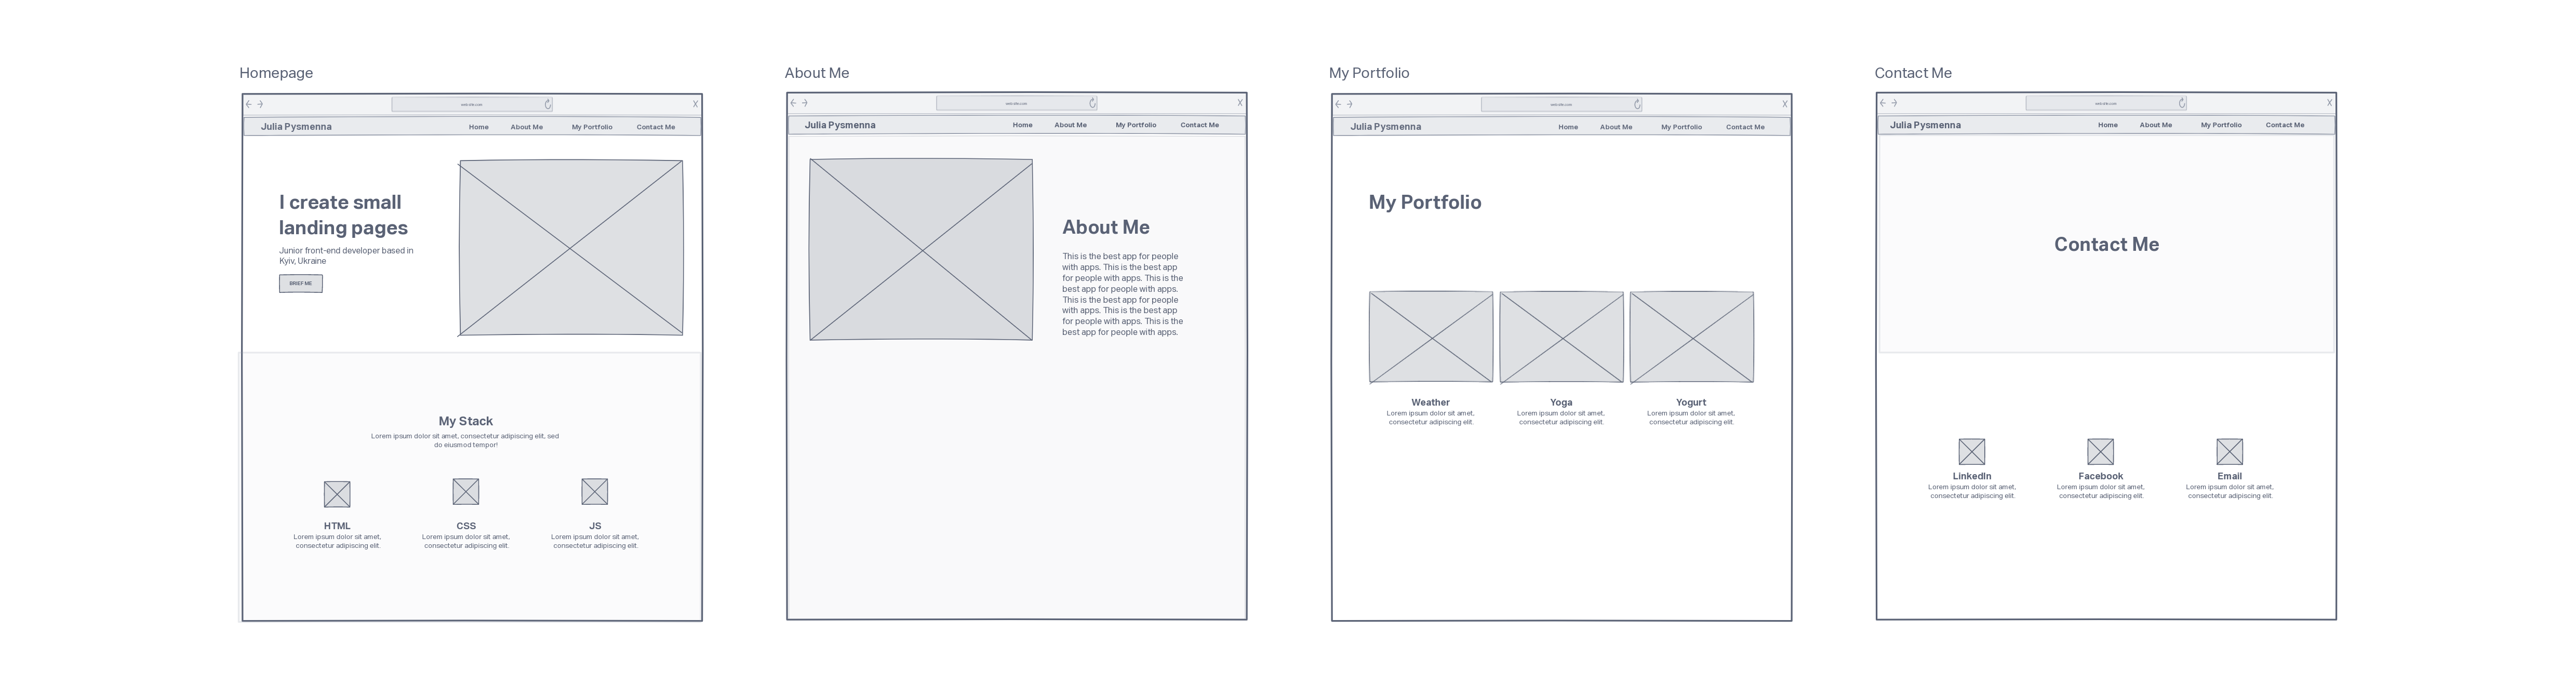 Homepage
website.com
Julia Pysmenna Home About Me My Portfolio Contact Me
I create small
landing pages
Junior front-end developer based in
Kyiv, Ukraine
BRIEF ME
My Stack
Lorem ipsum dolor sit amet, consectetur adipiscing elit, sed
do eiusmod tempor!
HTML
Lorem ipsum dolor sit amet,
consectetur adipiscing elit.
CSS
Lorem ipsum dolor sit amet,
consectetur adipiscing elit.
JS
Lorem ipsum dolor sit amet,
consectetur adipiscing elit.
About Me
website.com
Julia Pysmenna Home About Me My Portfolio Contact Me
About Me
This is the best app for people
with apps. This is the best app
for people with apps. This is the
best app for people with apps.
This is the best app for people
with apps. This is the best app
for people with apps. This is the
best app for people with apps.
My Portfolio
website.com
Julia Pysmenna Home About Me My Portfolio Contact Me
My Portfolio
Weather
Lorem ipsum dolor sit amet,
consectetur adipiscing elit.
Yoga
Lorem ipsum dolor sit amet,
consectetur adipiscing elit.
Yogurt
Lorem ipsum dolor sit amet,
consectetur adipiscing elit.
Contact Me
website.com
Julia Pysmenna Home About Me My Portfolio Contact Me
Contact Me
LinkedIn
Lorem ipsum dolor sit amet,
consectetur adipiscing elit.
Facebook
Lorem ipsum dolor sit amet,
consectetur adipiscing elit.
Email
Lorem ipsum dolor sit amet,
consectetur adipiscing elit.